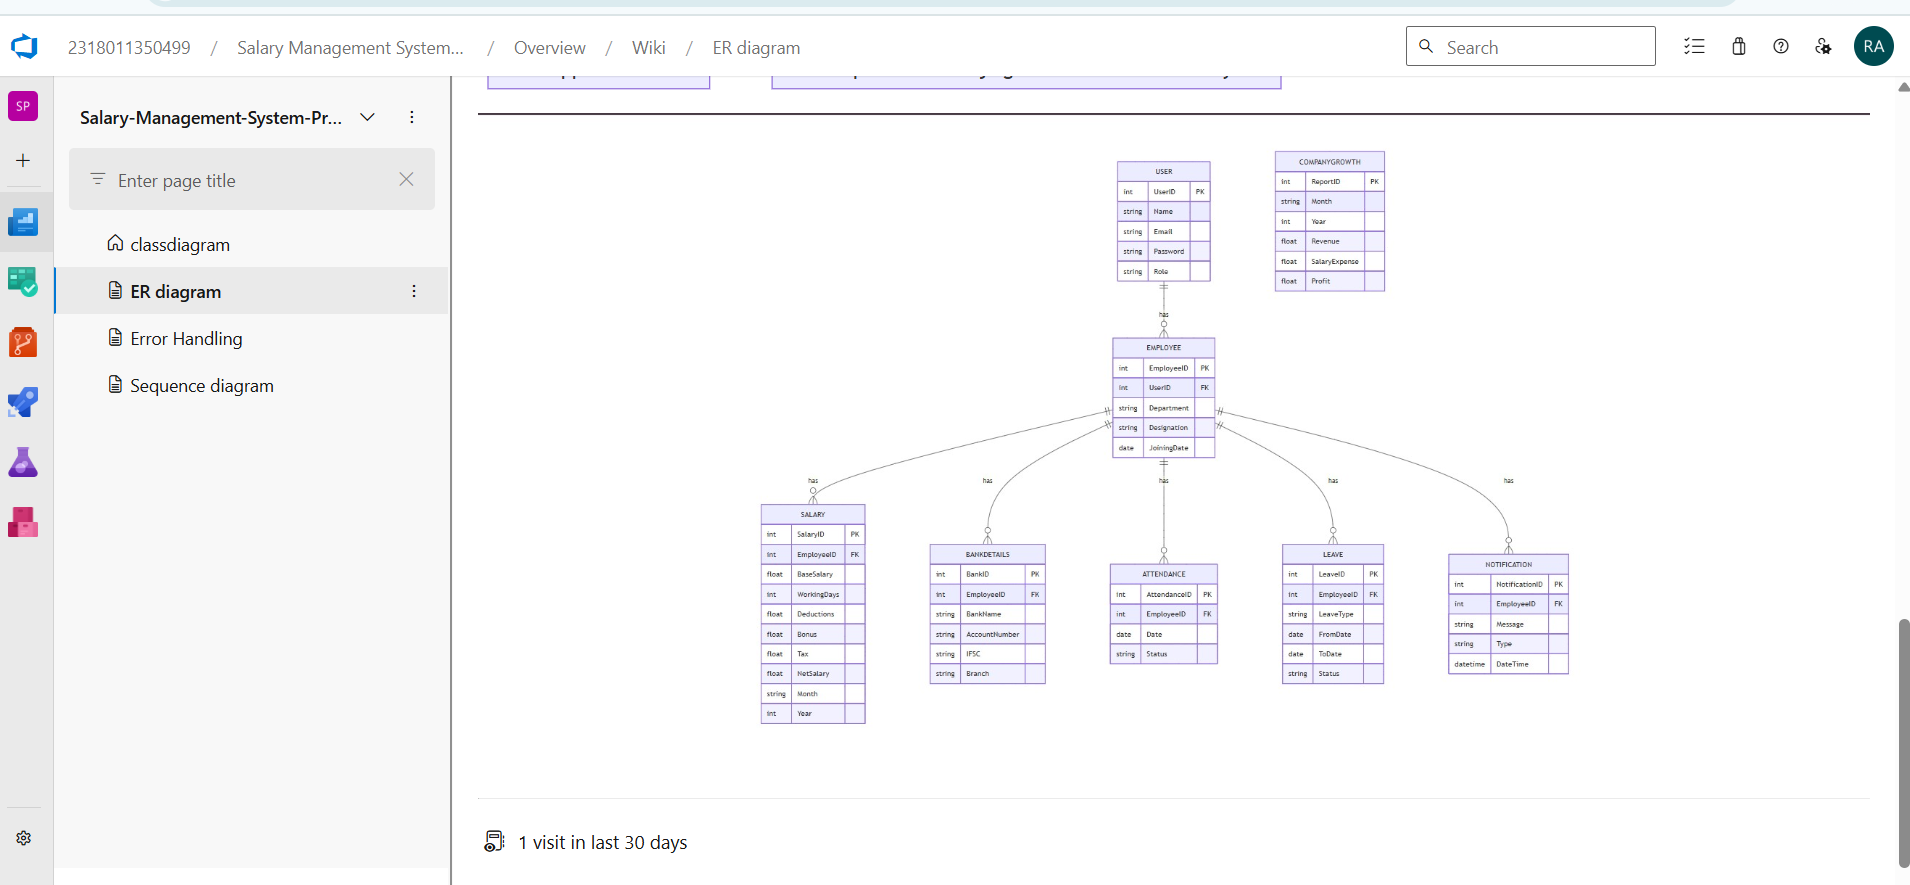 2318011350499 / Salary Management System... / Overview / Wiki / ER diagram
Search
RA
SP
Salary-Management-System-Pr...
Enter page title
classdiagram
ER diagram
Error Handling
Sequence diagram
USER
int UserID PK
string Name
string Email
string Password
string Role
COMPANYGROWTH
int ReportID PK
string Month
int Year
float Revenue
float SalaryExpense
float Profit
has
EMPLOYEE
int EmployeeID PK
int UserID FK
string Department
string Designation
date JoiningDate
has
has
has
has
has
SALARY
int SalaryID PK
int EmployeeID FK
float BaseSalary
int WorkingDays
float Deductions
float Bonus
float Tax
float NetSalary
string Month
int Year
BANKDETAILS
int BankID PK
int EmployeeID FK
string BankName
string AccountNumber
string IFSC
string Branch
ATTENDANCE
int AttendanceID PK
int EmployeeID FK
date Date
string Status
LEAVE
int LeaveID PK
int EmployeeID FK
string LeaveType
date FromDate
date ToDate
string Status
NOTIFICATION
int NotificationID PK
int EmployeeID FK
string Message
string Type
datetime DateTime
1 visit in last 30 days